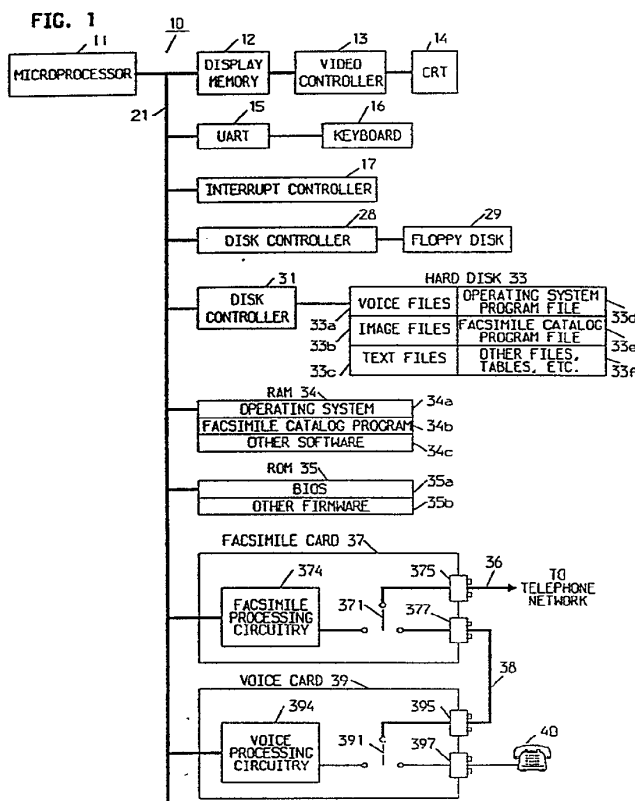 FIG. 1
10
11
12
13
14
MICROPROCESSOR
DISPLAY MEMORY
VIDEO CONTROLLER
CRT
21
15
16
UART
KEYBOARD
17
INTERRUPT CONTROLLER
28
29
DISK CONTROLLER
FLOPPY DISK
31
HARD DISK 33
DISK CONTROLLER
VOICE FILES
OPERATING SYSTEM PROGRAM FILE
33a
33d
IMAGE FILES
FACSIMILE CATALOG PROGRAM FILE
33b
33e
TEXT FILES
OTHER FILES, TABLES, ETC.
33c
33f
RAM 34
OPERATING SYSTEM
34a
FACSIMILE CATALOG PROGRAM
34b
OTHER SOFTWARE
34c
ROM 35
BIOS
35a
OTHER FIRMWARE
35b
FACSIMILE CARD 37
374
375
36
TO TELEPHONE NETWORK
FACSIMILE PROCESSING CIRCUITRY
371
377
38
VOICE CARD 39
394
395
40
VOICE PROCESSING CIRCUITRY
391
397